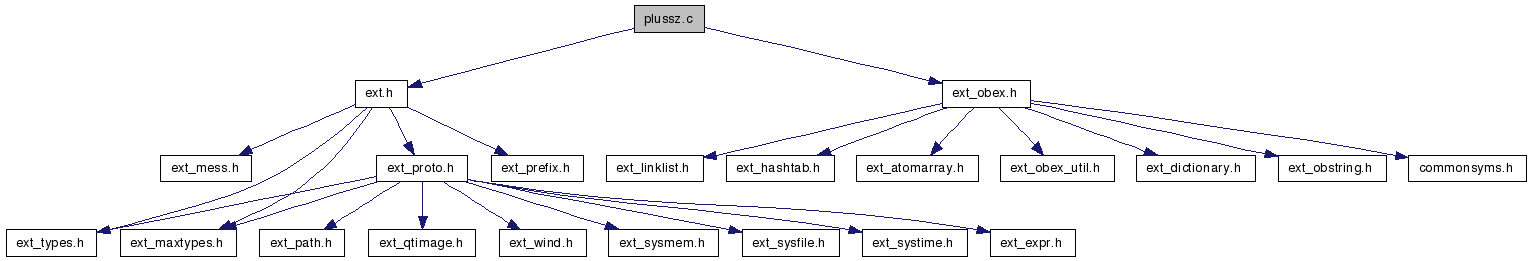 plussz.c
ext.h
ext_obex.h
ext_mess.h
ext_proto.h
ext_prefix.h
ext_linklist.h
ext_hashtab.h
ext_atomarray.h
ext_obex_util.h
ext_dictionary.h
ext_obstring.h
commonsyms.h
ext_types.h
ext_maxtypes.h
ext_path.h
ext_qtimage.h
ext_wind.h
ext_sysmem.h
ext_sysfile.h
ext_systime.h
ext_expr.h